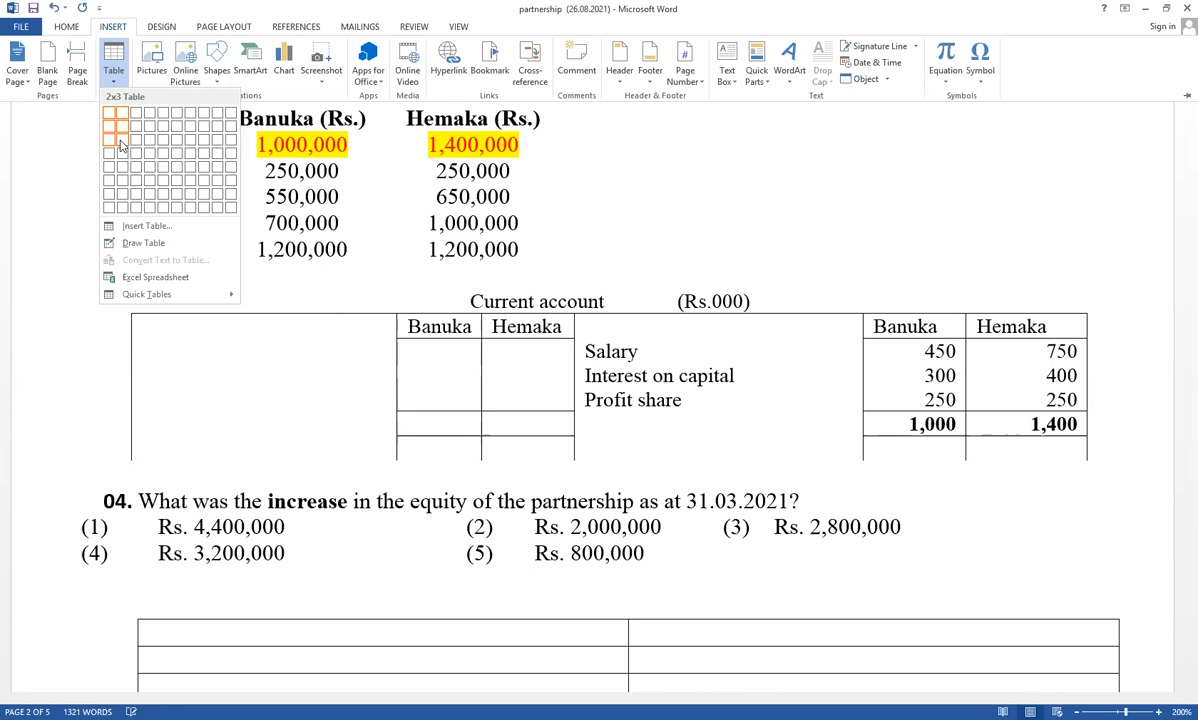 partnership (26.08.2021) - Microsoft Word
Sign in
FILE HOME INSERT DESIGN PAGE LAYOUT REFERENCES MAILINGS REVIEW VIEW
Cover Page Blank Page Page Break Table Pictures Online Pictures Shapes SmartArt Chart Screenshot Apps for Office Online Video Hyperlink Bookmark Cross-reference Comment Header Footer Page Number Text Box Quick Parts WordArt Drop Cap Signature Line Date & Time Object Equation Symbol
Pages Apps Media Links Comments Header & Footer Text Symbols
2x3 Table
Insert Table...
Draw Table
Convert Text to Table...
Excel Spreadsheet
Quick Tables
Banuka (Rs.) Hemaka (Rs.)
1,000,000 1,400,000
250,000 250,000
550,000 650,000
700,000 1,000,000
1,200,000 1,200,000
Current account (Rs.000)
Banuka Hemaka Banuka Hemaka
Salary 450 750
Interest on capital 300 400
Profit share 250 250
1,000 1,400
04. What was the increase in the equity of the partnership as at 31.03.2021?
(1) Rs. 4,400,000 (2) Rs. 2,000,000 (3) Rs. 2,800,000
(4) Rs. 3,200,000 (5) Rs. 800,000
PAGE 2 OF 5 1321 WORDS 200%